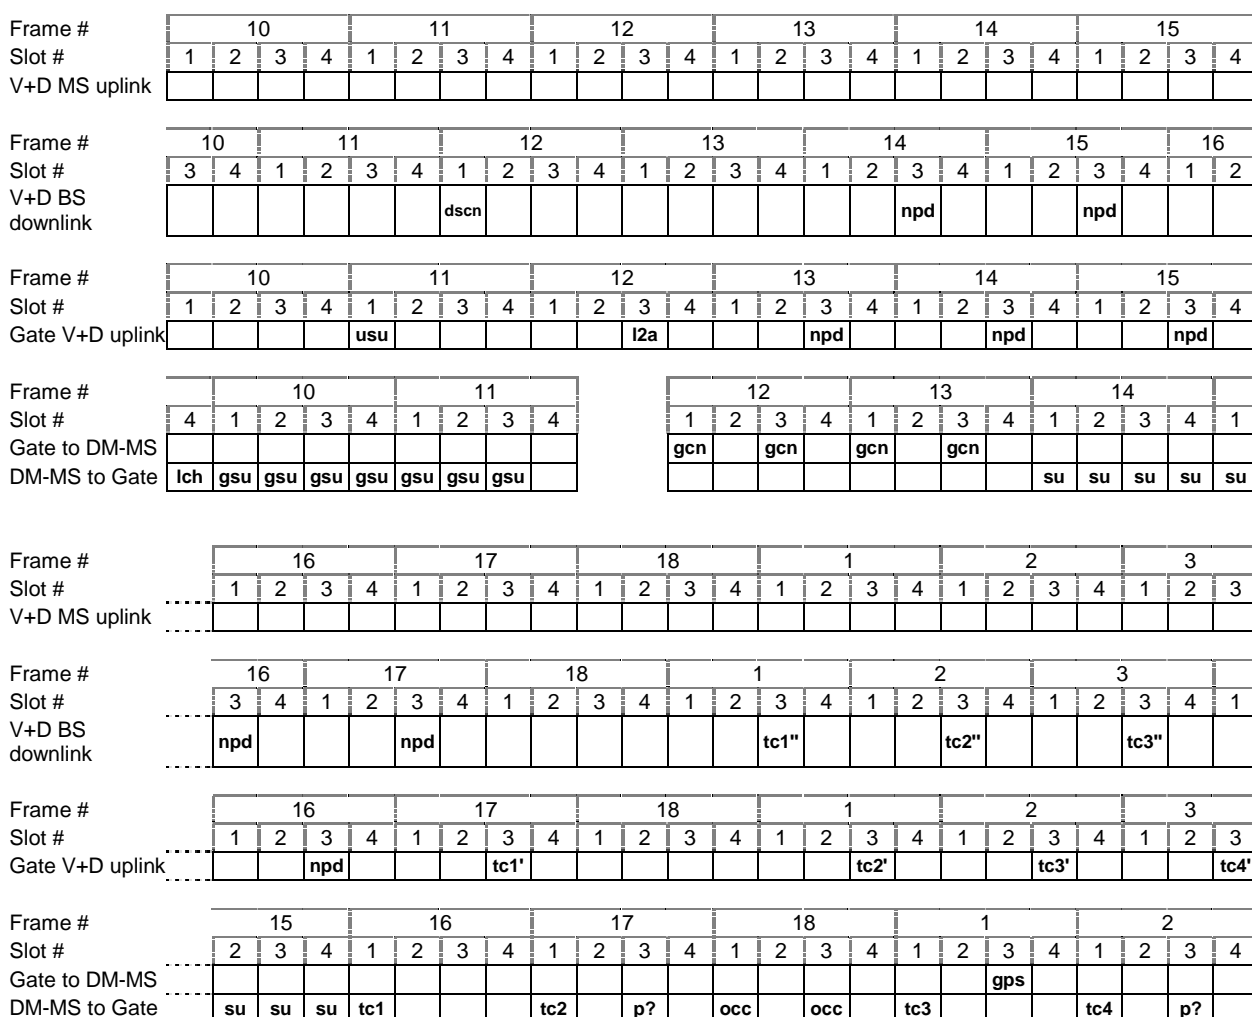 Frame # 10 11 12 13 14 15
Slot # 1 2 3 4 1 2 3 4 1 2 3 4 1 2 3 4 1 2 3 4 1 2 3 4
V+D MS uplink
Frame # 10 11 12 13 14 15 16
Slot # 3 4 1 2 3 4 1 2 3 4 1 2 3 4 1 2 3 4 1 2 3 4 1 2
V+D BS
downlink dscn npd npd
Frame # 10 11 12 13 14 15
Slot # 1 2 3 4 1 2 3 4 1 2 3 4 1 2 3 4 1 2 3 4 1 2 3 4
Gate V+D uplink usu l2a npd npd npd
Frame # 10 11 12 13 14
Slot # 4 1 2 3 4 1 2 3 4 1 2 3 4 1 2 3 4 1 2 3 4 1
Gate to DM-MS gcn gcn gcn gcn
DM-MS to Gate lch gsu gsu gsu gsu gsu gsu gsu su su su su su
Frame # 16 17 18 1 2 3
Slot # 1 2 3 4 1 2 3 4 1 2 3 4 1 2 3 4 1 2 3 4 1 2 3
V+D MS uplink
Frame # 16 17 18 1 2 3
Slot # 3 4 1 2 3 4 1 2 3 4 1 2 3 4 1 2 3 4 1 2 3 4 1
V+D BS
downlink npd npd tc1" tc2" tc3"
Frame # 16 17 18 1 2 3
Slot # 1 2 3 4 1 2 3 4 1 2 3 4 1 2 3 4 1 2 3 4 1 2 3
Gate V+D uplink npd tc1' tc2' tc3' tc4'
Frame # 15 16 17 18 1 2
Slot # 2 3 4 1 2 3 4 1 2 3 4 1 2 3 4 1 2 3 4 1 2 3 4
Gate to DM-MS gps
DM-MS to Gate su su su tc1 tc2 p? occ occ tc3 tc4 p?